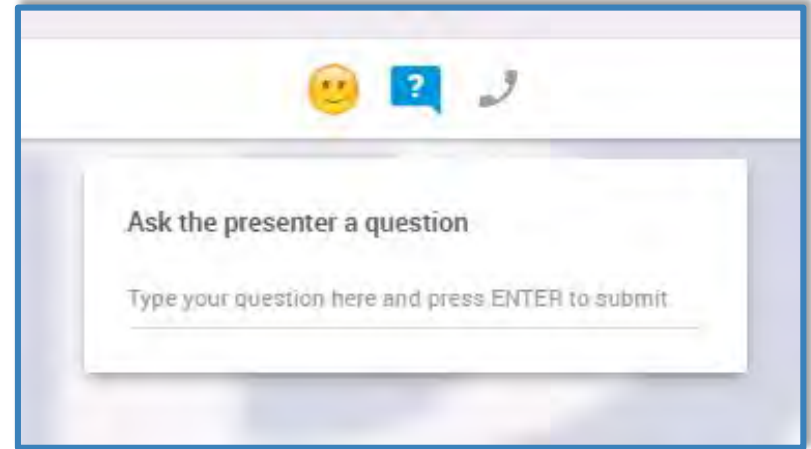 ?
Ask the presenter a question
Type your question here and press ENTER to submit